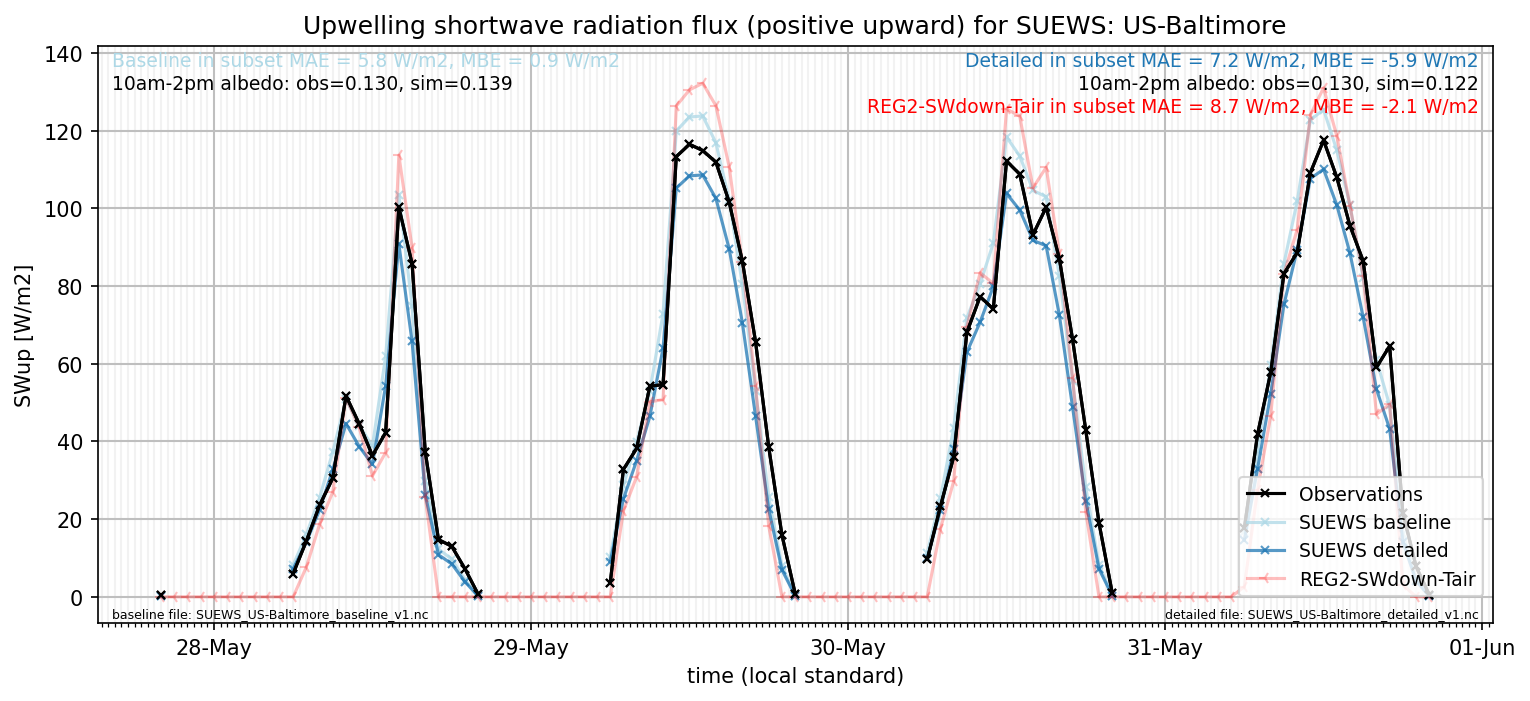 Upwelling shortwave radiation flux (positive upward) for SUEWS: US-Baltimore
Baseline in subset MAE = 5.8 W/m2, MBE = 0.9 W/m2
10am-2pm albedo: obs=0.130, sim=0.139
Detailed in subset MAE = 7.2 W/m2, MBE = -5.9 W/m2
10am-2pm albedo: obs=0.130, sim=0.122
REG2-SWdown-Tair in subset MAE = 8.7 W/m2, MBE = -2.1 W/m2
SWup [W/m2]
140
120
100
80
60
40
20
0
Observations
SUEWS baseline
SUEWS detailed
REG2-SWdown-Tair
baseline file: SUEWS_US-Baltimore_baseline_v1.nc
detailed file: SUEWS_US-Baltimore_detailed_v1.nc
28-May
29-May
30-May
31-May
01-Jun
time (local standard)